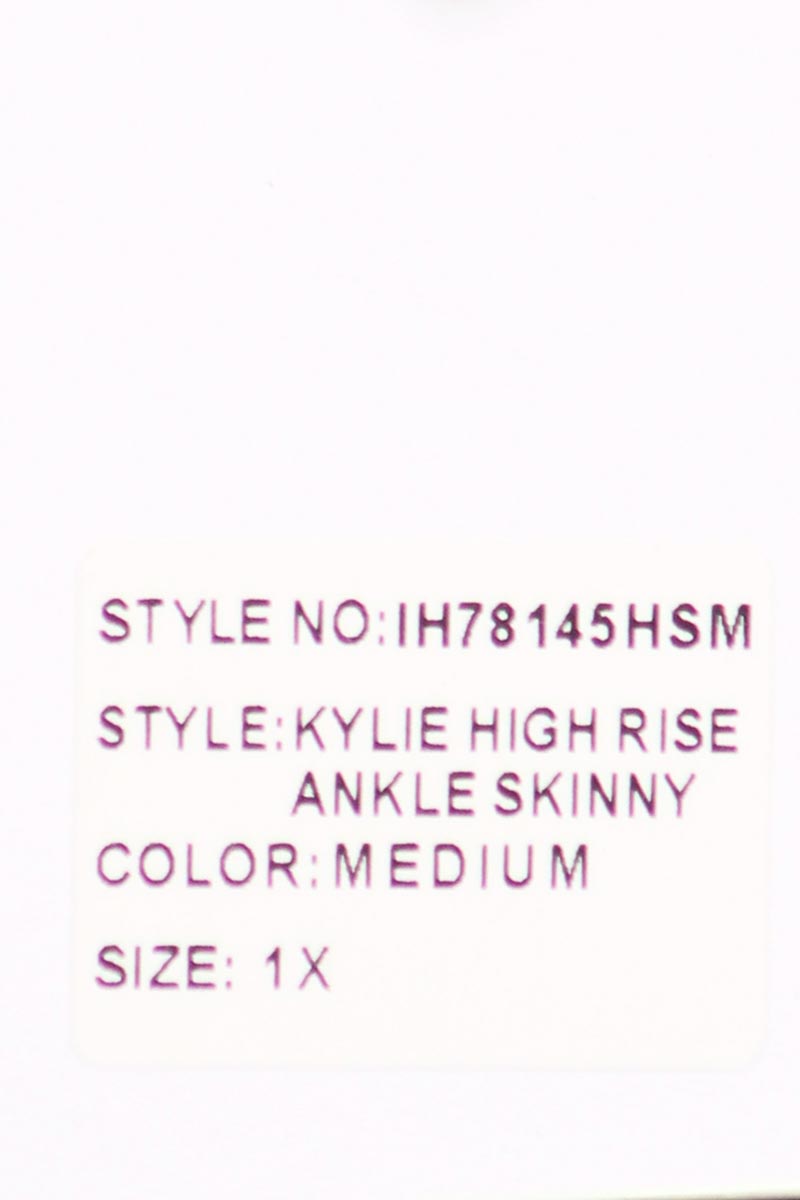 STYLE NO:IH78145HSM
STYLE:KYLIE HIGH RISE
ANKLE SKINNY
COLOR:MEDIUM
SIZE: 1X